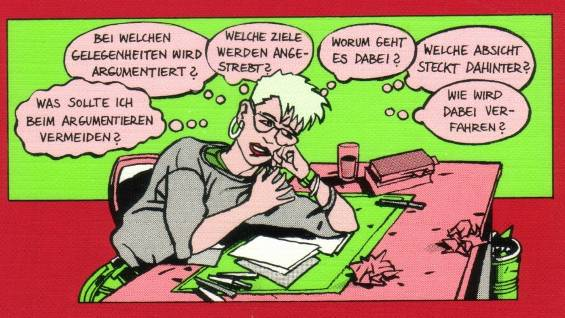 BEI WELCHEN
GELEGENHEITEN WIRD
ARGUMENTIERT?
WELCHE ZIELE
WERDEN ANGE-
STREBT?
WORUM GEHT
ES DABEI?
WELCHE ABSICHT
STECKT DAHINTER?
WAS SOLLTE ICH
BEIM ARGUMENTIEREN
VERMEIDEN?
WIE WIRD
DABEI VER-
FAHREN?